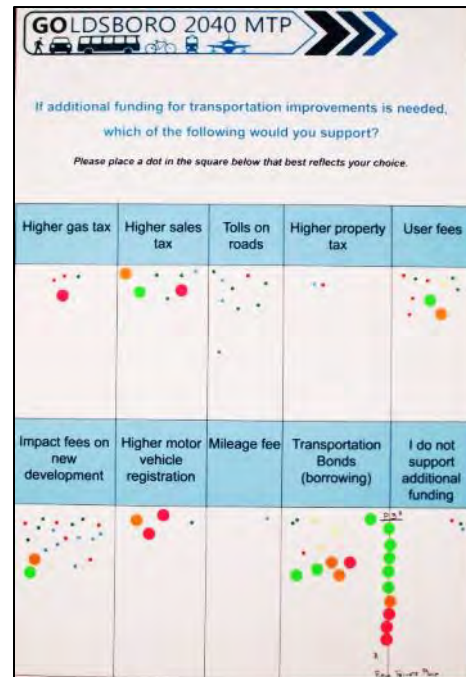 GOLDSBORO 2040 MTP
If additional funding for transportation improvements is needed,
which of the following would you support?
Please place a dot in the square below that best reflects your choice.
Higher gas tax
Higher sales
tax
Tolls on
roads
Higher property
tax
User fees
Impact fees on
new
development
Higher motor
vehicle
registration
Mileage fee
Transportation
Bonds
(borrowing)
I do not
support
additional
funding